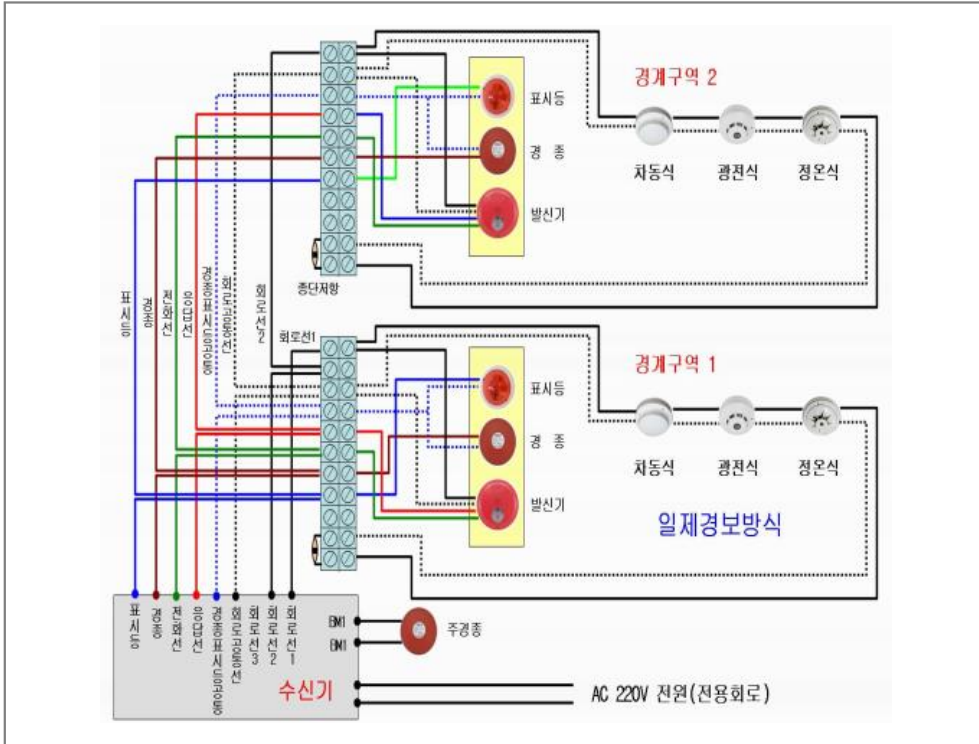 경계구역 2
표시등
경 종
발신기
차동식
광전식
정온식
종단저항
표시등
경종
전화선
응답선
경종표시등공통
회로공통선
회로선2
회로선1
경계구역 1
표시등
경 종
발신기
차동식
광전식
정온식
일제경보방식
표시등
경종
전화선
응답선
경종표시등공통
회로공통선
회로선3
회로선2
회로선1
BM1
BM1
주경종
수신기
AC 220V 전원(전용회로)